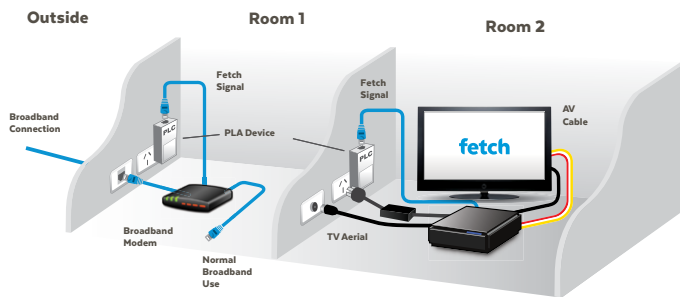 Outside
Room 1
Room 2
Fetch
Signal
Fetch
Signal
AV
Cable
Broadband
Connection
PLC
PLA Device
PLC
fetch
TV Aerial
Broadband
Modem
Normal
Broadband
Use